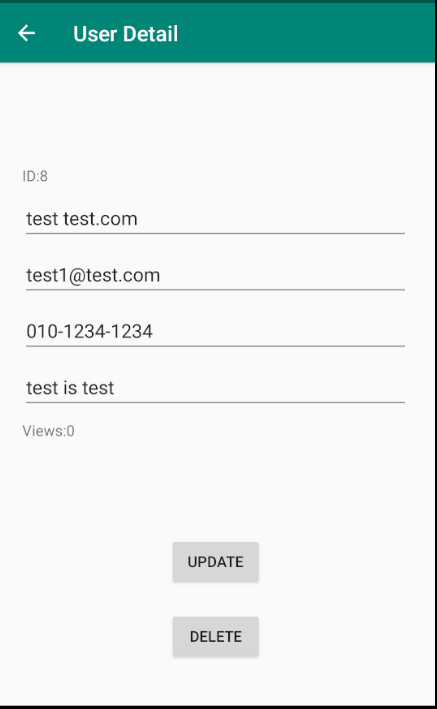 User Detail
ID:8
test test.com
test1@test.com
010-1234-1234
test is test
Views:0
UPDATE
DELETE